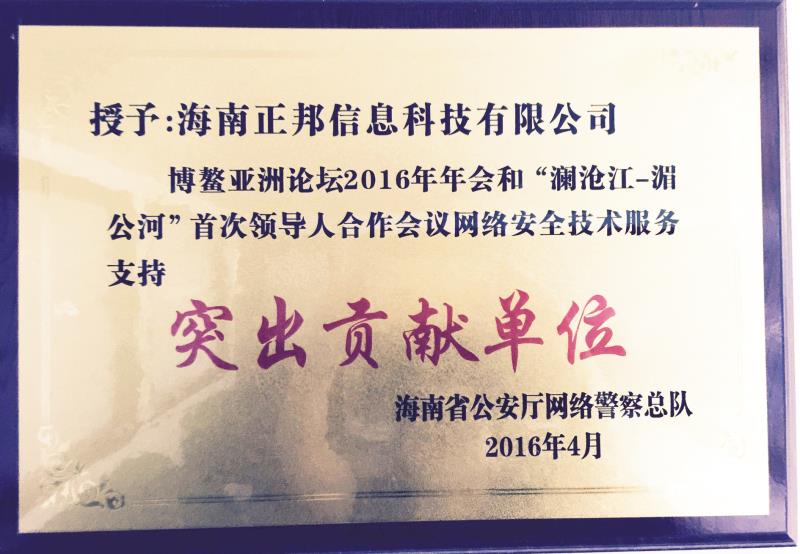 授予:海南正邦信息科技有限公司
博鳌亚洲论坛2016年年会和“澜沧江-湄
公河”首次领导人合作会议网络安全技术服务
支持
突出贡献单位
海南省公安厅网络警察总队
2016年4月